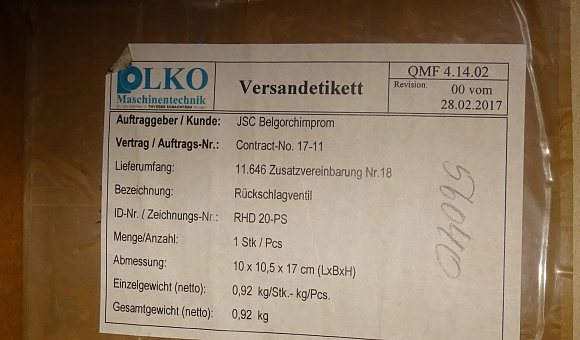 OLKO
Maschinentechnik
Versandetikett
QMF 4.14.02
Revision: 00 vom
28.02.2017
Auftraggeber / Kunde: JSC Belgorchimprom
Vertrag / Auftrags-Nr.: Contract-No. 17-11
Lieferumfang: 11.646 Zusatzvereinbarung Nr.18
Bezeichnung: Rückschlagventil
ID-Nr. / Zeichnungs-Nr.: RHD 20-PS
Menge/Anzahl: 1 Stk / Pcs
Abmessung: 10 x 10,5 x 17 cm (LxBxH)
Einzelgewicht (netto): 0,92 kg/Stk.- kg/Pcs.
Gesamtgewicht (netto): 0,92 kg